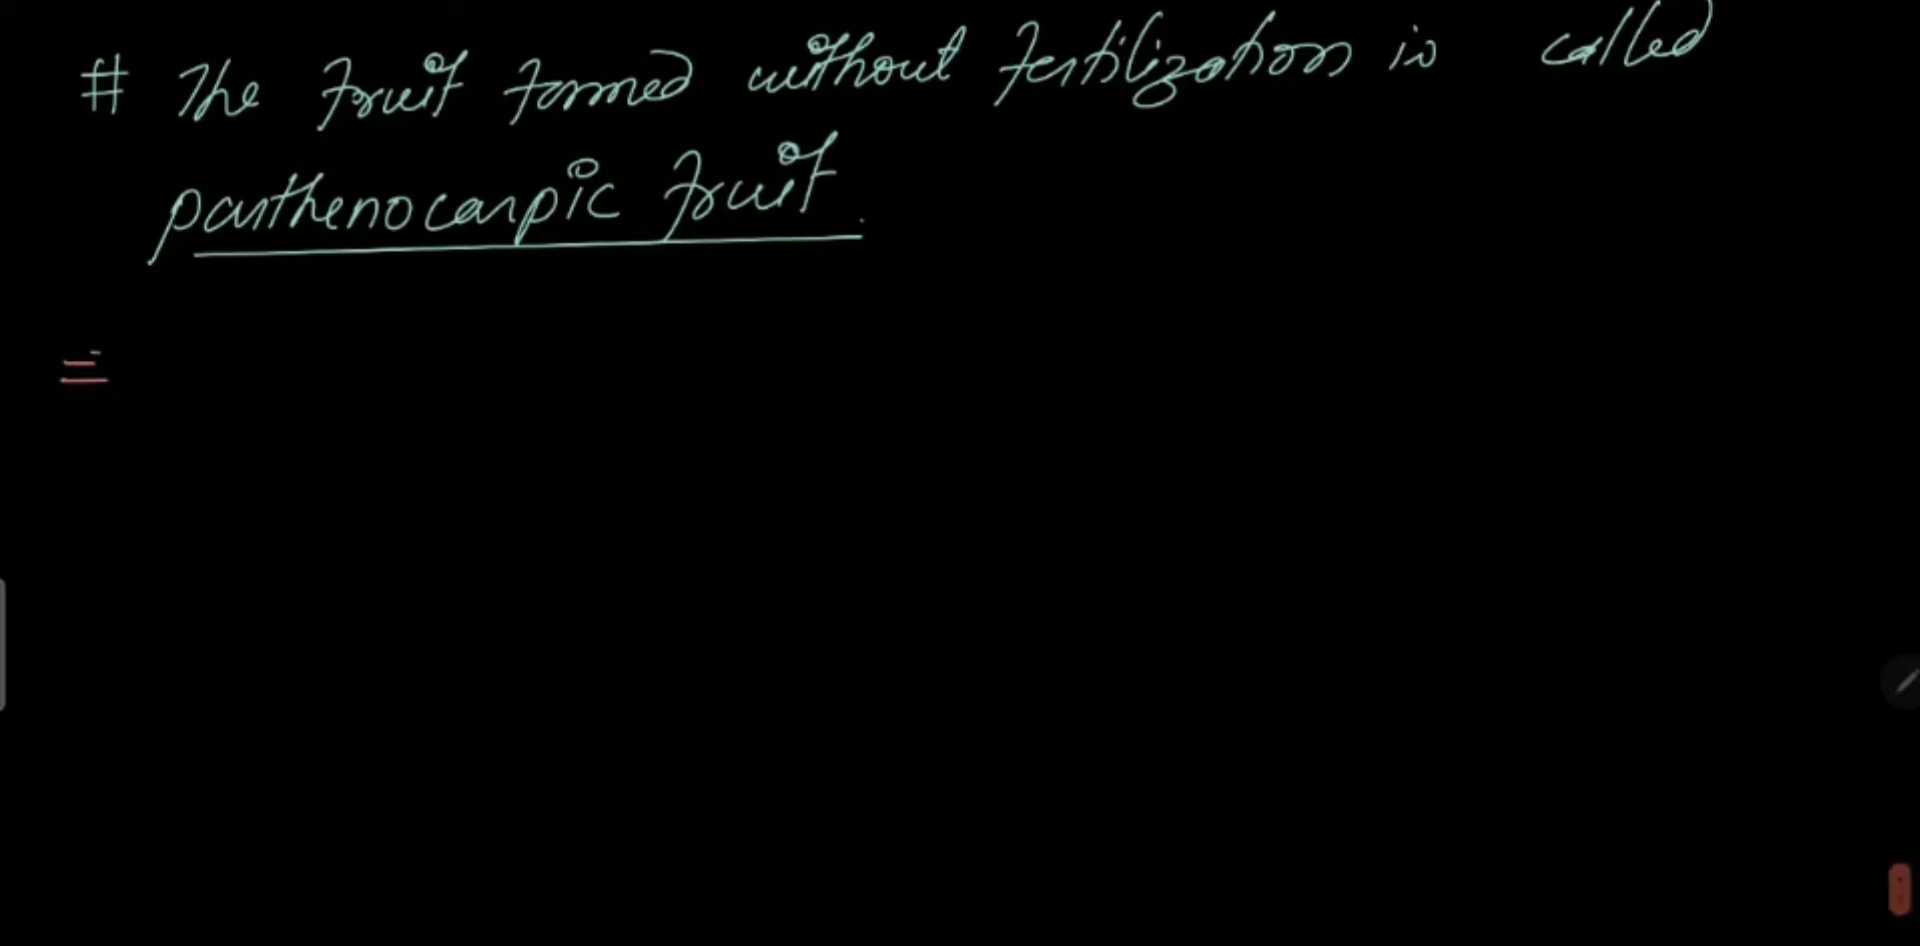 # The fruit formed without fertilization is called
parthenocarpic fruit.